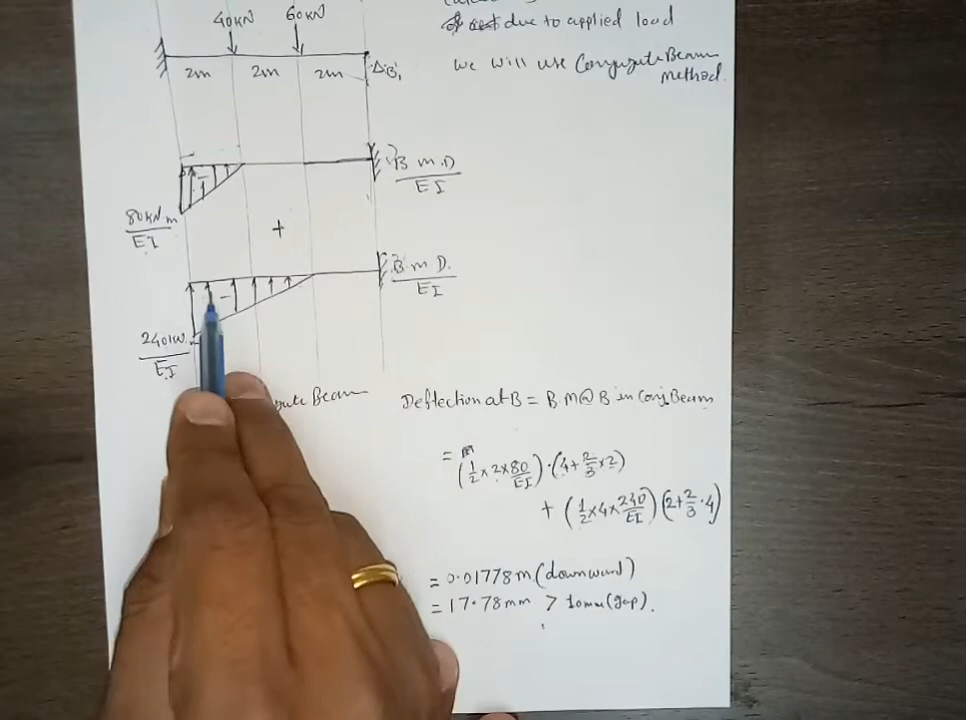 40kN 60kN
due to applied load
2m 2m 2m ΔB1
we will use Conjugate Beam
method.
B M.D
EI
80kNm
EI
+
B.M D.
EI
240kN.
EI
gate Beam
Deflection at B = B M@ B in Conj. Beam
= (1/2 × 2 × 80/EI) · (4 + 2/3 × 2)
+ (1/2 × 4 × 240/EI) (2 + 2/3 · 4)
= 0.01778 m (downward)
= 17.78 mm > 10mm (gap).